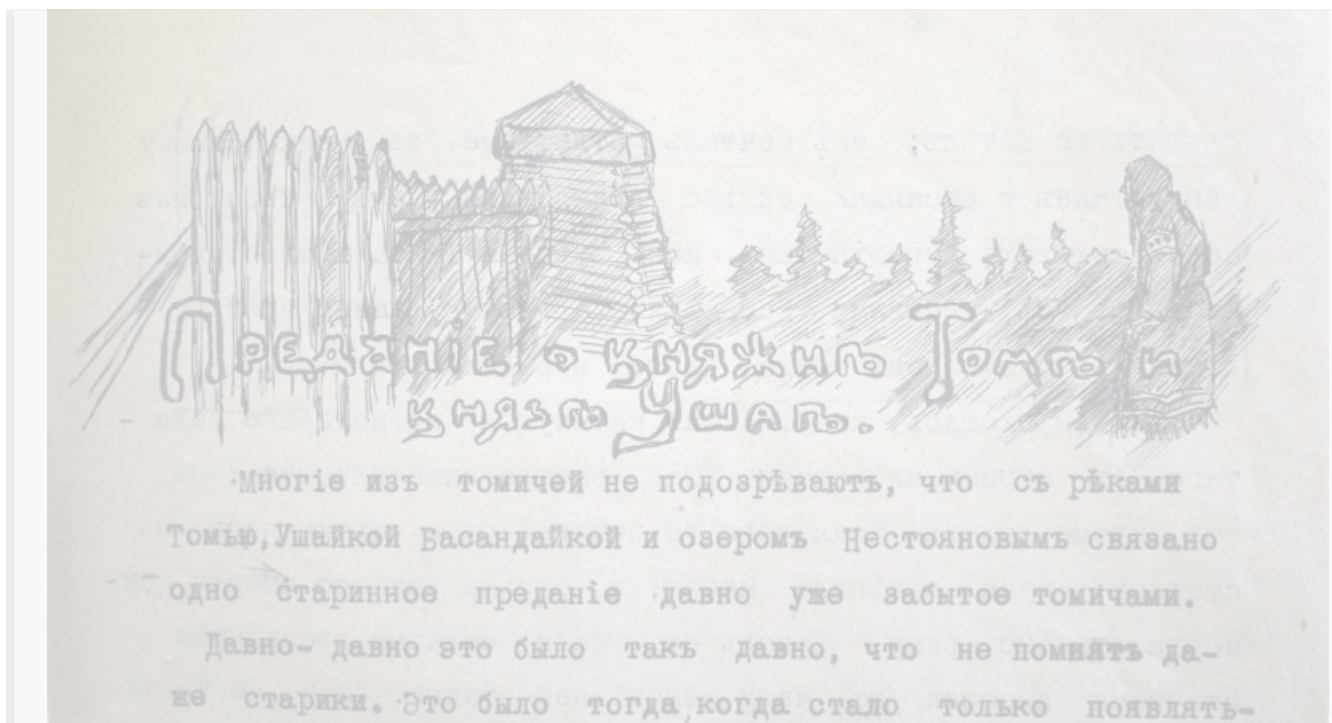 Преданіе о княжнѣ Томѣ и
князѣ Ушаѣ.
Многіе изъ томичей не подозрѣваютъ, что съ рѣками
Томью, Ушайкой Басандайкой и озеромъ Нестояновымъ связано
одно старинное преданіе давно уже забытое томичами.
Давно- давно это было такъ давно, что не помнятъ да-
же старики. Это было тогда, когда стало только появлять-